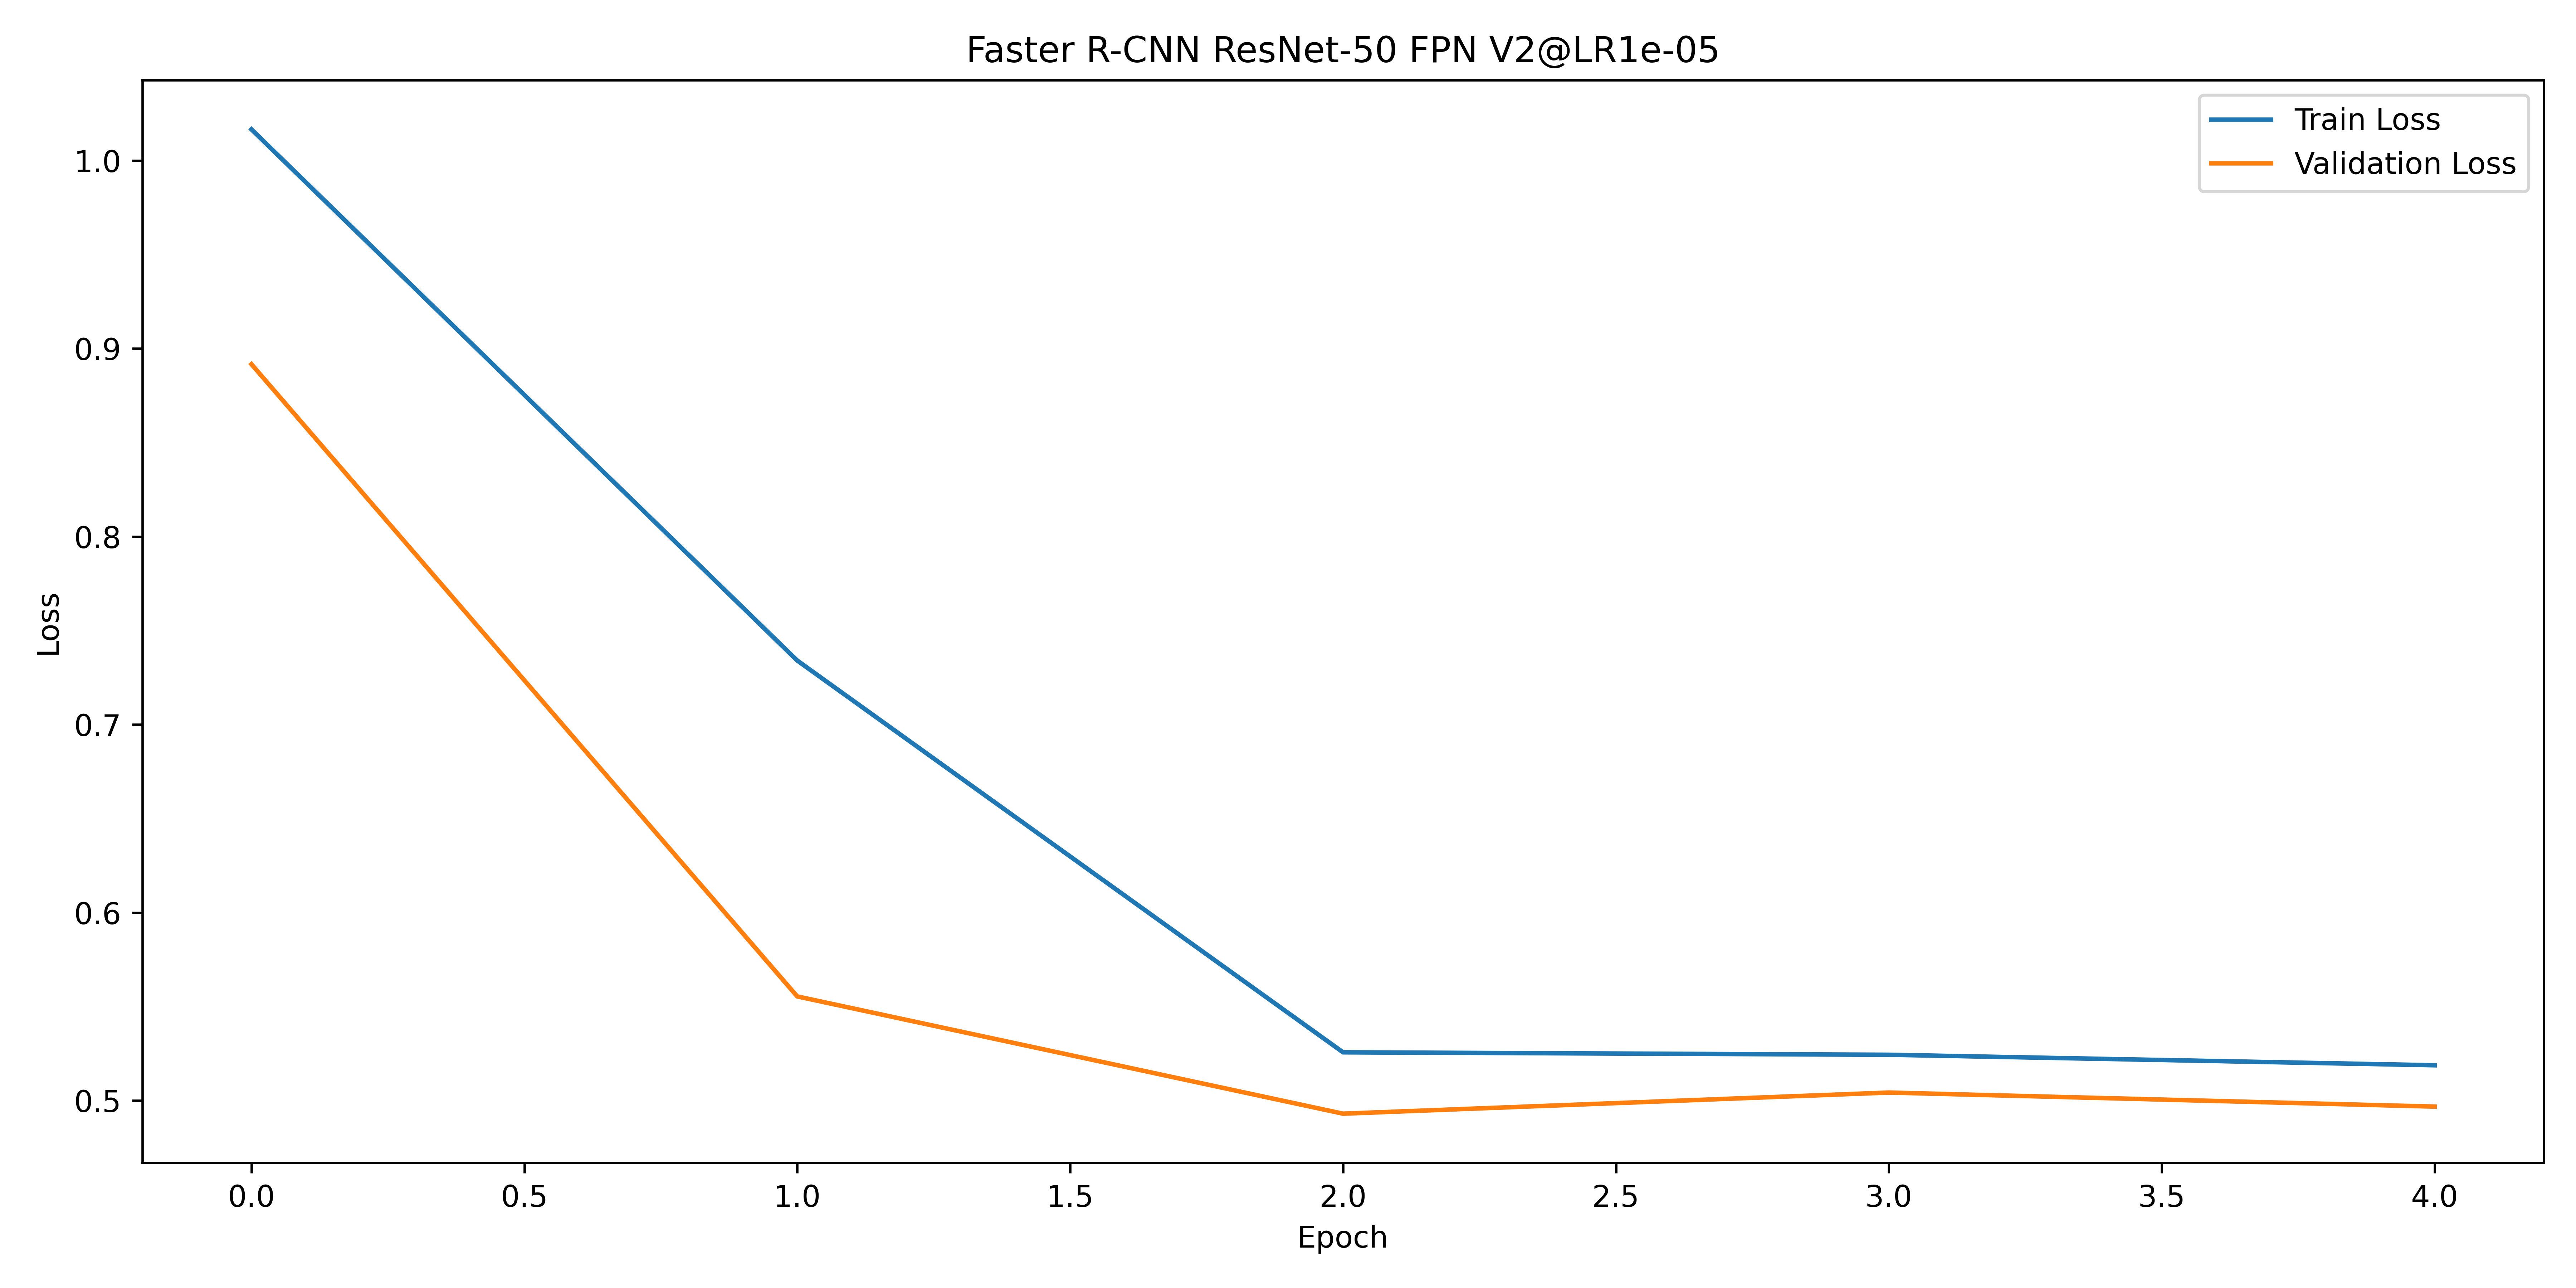 Faster R-CNN ResNet-50 FPN V2@LR1e-05
Train Loss
Validation Loss
1.0
0.9
0.8
0.7
0.6
0.5
Loss
0.0 0.5 1.0 1.5 2.0 2.5 3.0 3.5 4.0
Epoch